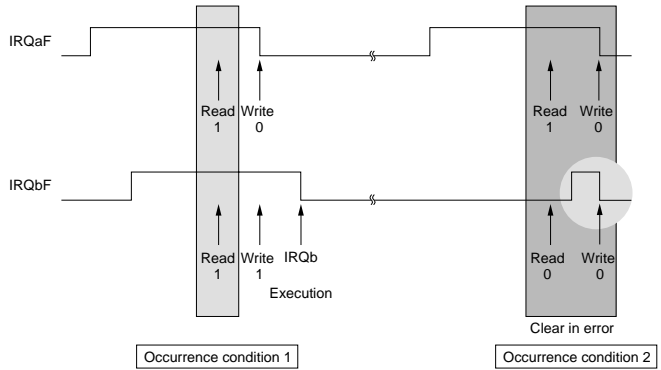 IRQaF
Read Write
1 0
Read Write
1 0
IRQbF
Read Write IRQb
1 1
Execution
Read Write
0 0
Clear in error
Occurrence condition 1
Occurrence condition 2